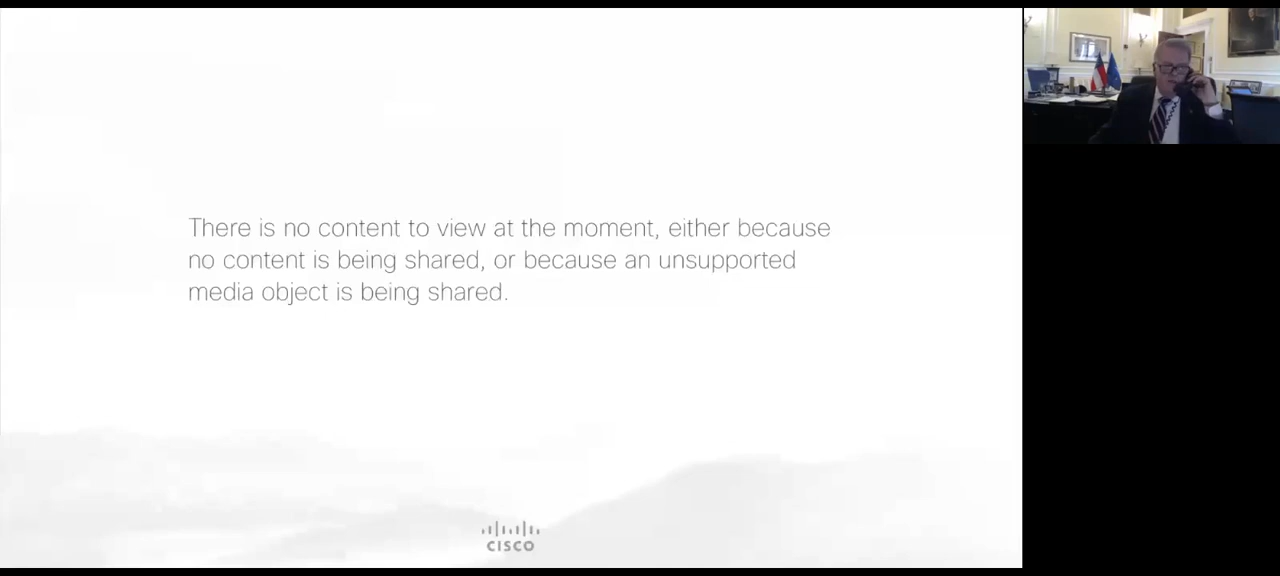 There is no content to view at the moment, either because
no content is being shared, or because an unsupported
media object is being shared.
CISCO